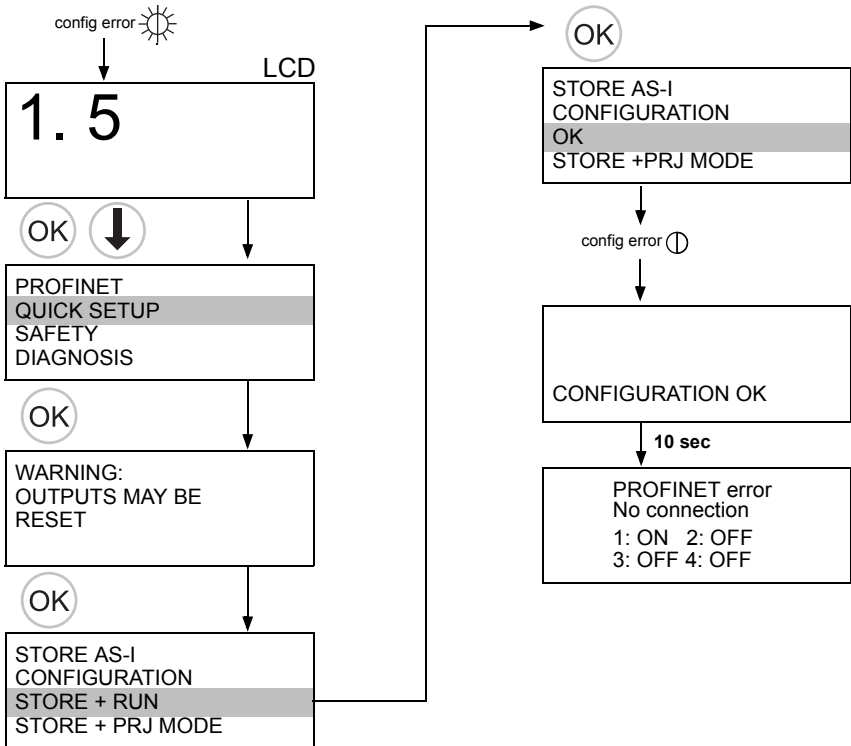 config error
LCD
1. 5
OK
PROFINET
QUICK SETUP
SAFETY
DIAGNOSIS
OK
WARNING:
OUTPUTS MAY BE
RESET
OK
STORE AS-I
CONFIGURATION
STORE + RUN
STORE + PRJ MODE
OK
STORE AS-I
CONFIGURATION
OK
STORE +PRJ MODE
config error
CONFIGURATION OK
10 sec
PROFINET error
No connection
1: ON 2: OFF
3: OFF 4: OFF